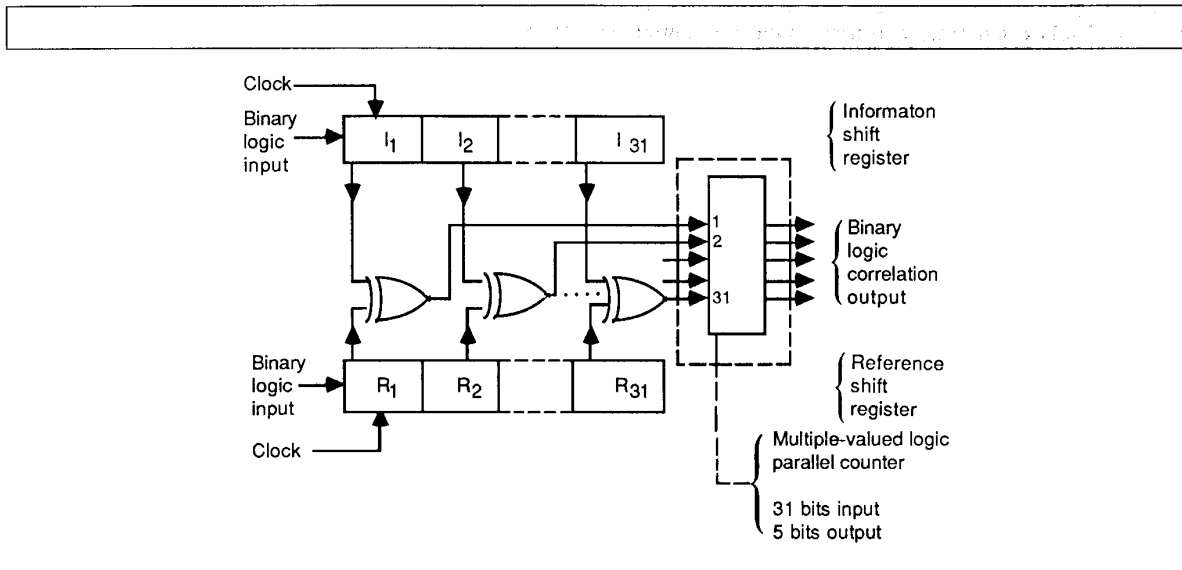 Clock
Binary
logic
input
I1
I2
I 31
Informaton
shift
register
1
2
31
Binary
logic
correlation
output
Binary
logic
input
R1
R2
R31
Reference
shift
register
Clock
Multiple-valued logic
parallel counter
31 bits input
5 bits output